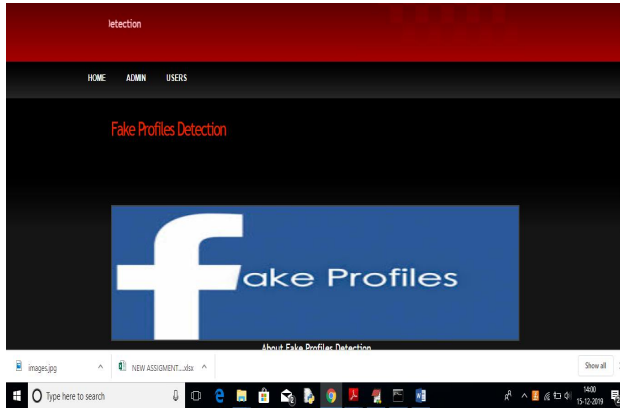 letection
HOME ADMIN USERS
Fake Profiles Detection
fake Profiles
About Fake Profiles Detection
images.jpg
NEW ASSIGMENT....xlsx
Show all
Type here to search
14:00
15-12-2019